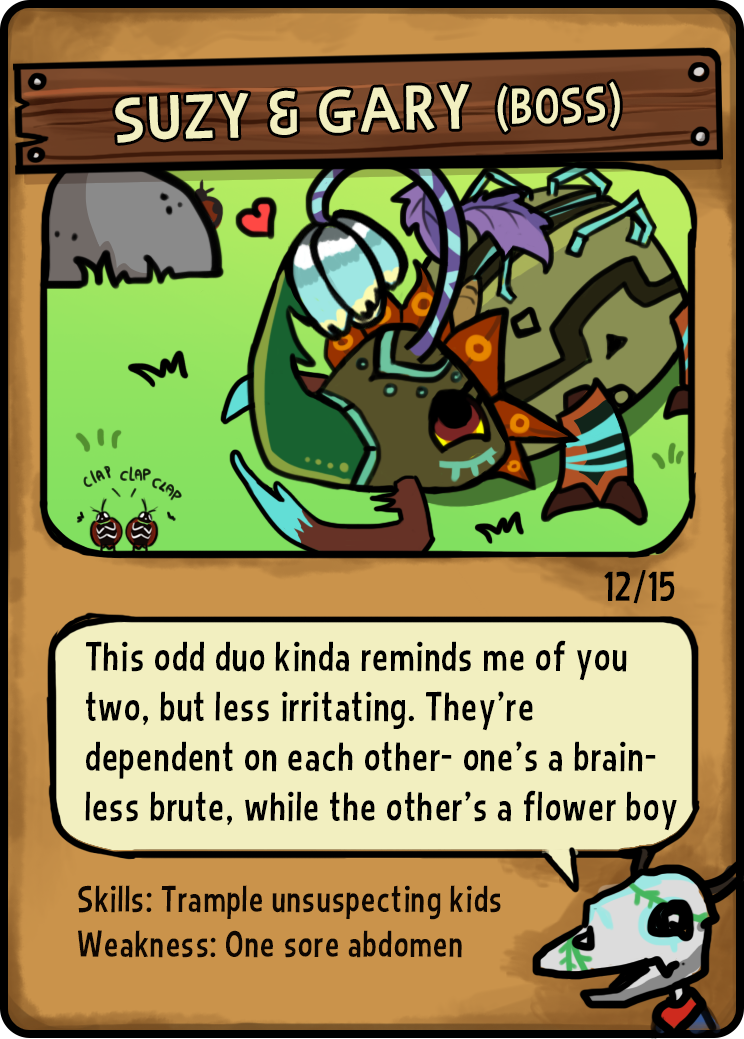 SUZY & GARY (BOSS)
CLAP CLAP CLAP
12/15
This odd duo kinda reminds me of you
two, but less irritating. They're
dependent on each other- one's a brain-
less brute, while the other's a flower boy
Skills: Trample unsuspecting kids
Weakness: One sore abdomen